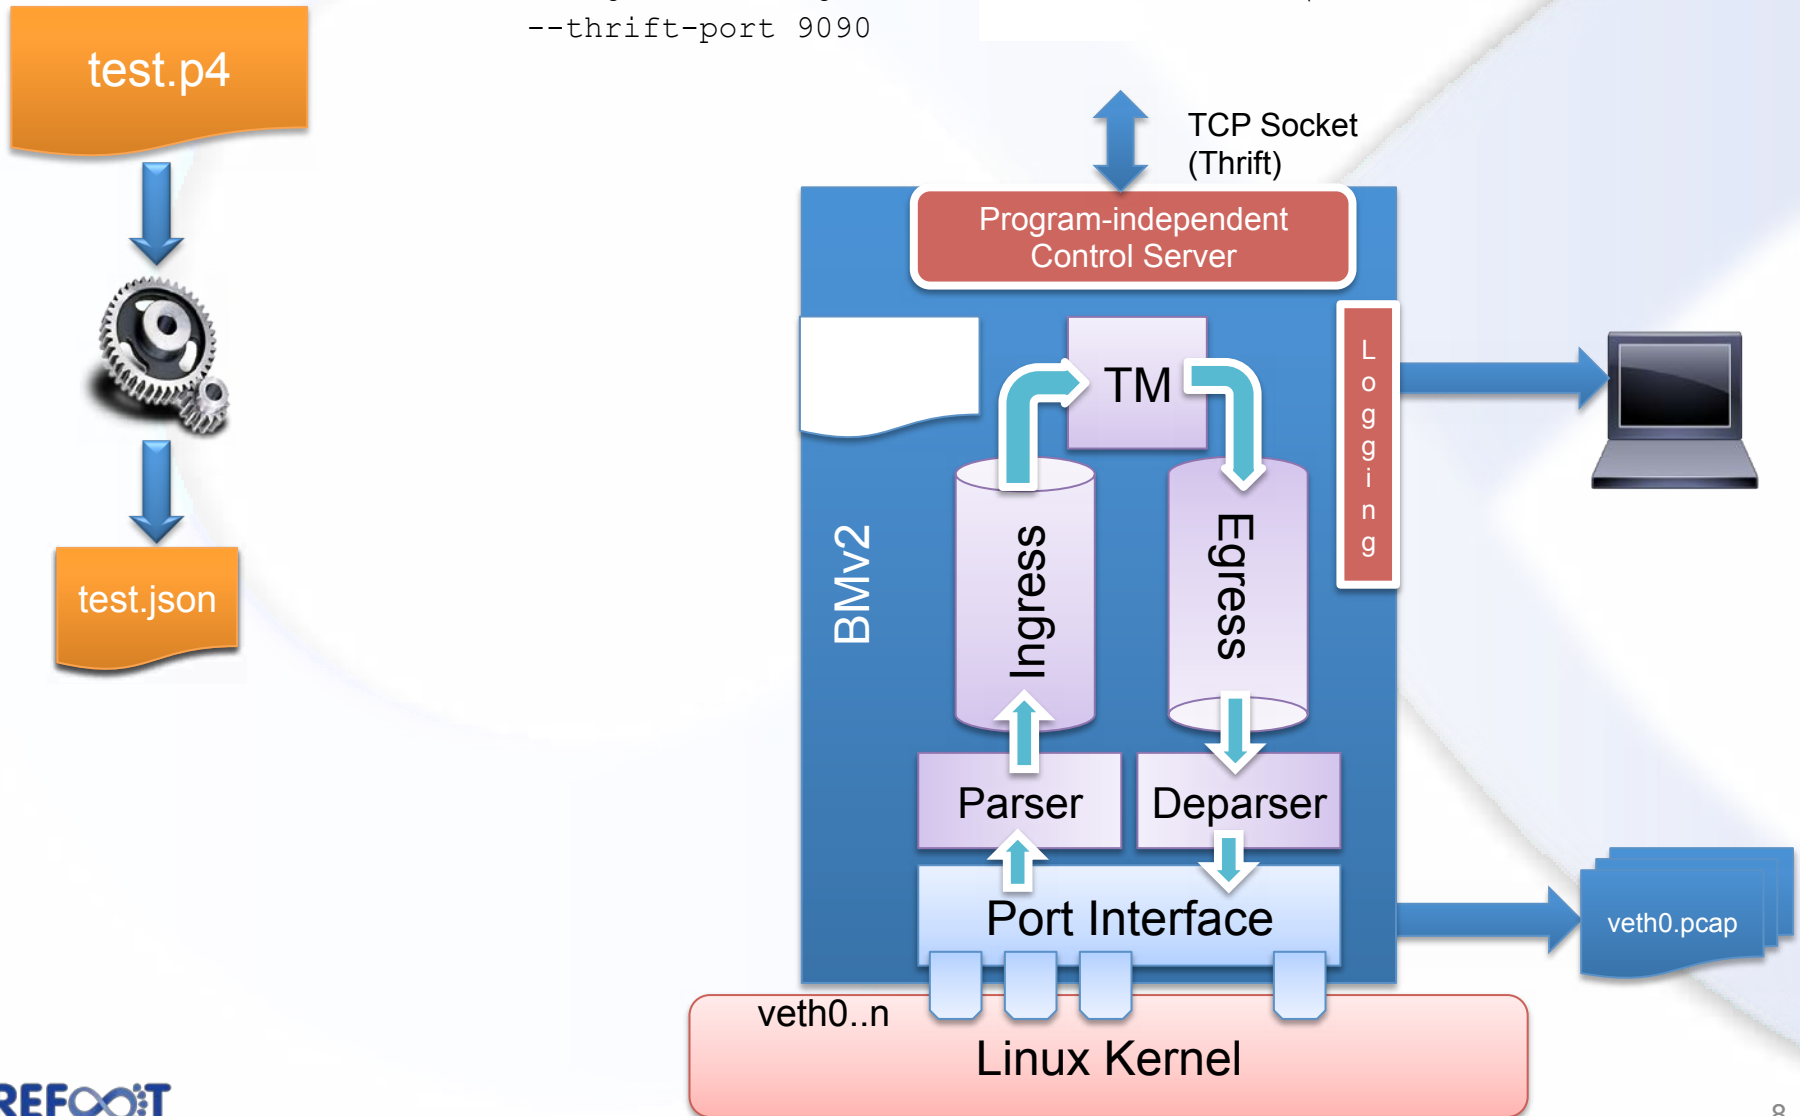 --thrift-port 9090
test.p4
TCP Socket
(Thrift)
Program-independent
Control Server
Logging
TM
BMv2
Ingress
Egress
test.json
Parser
Deparser
Port Interface
veth0.pcap
veth0..n
Linux Kernel
8